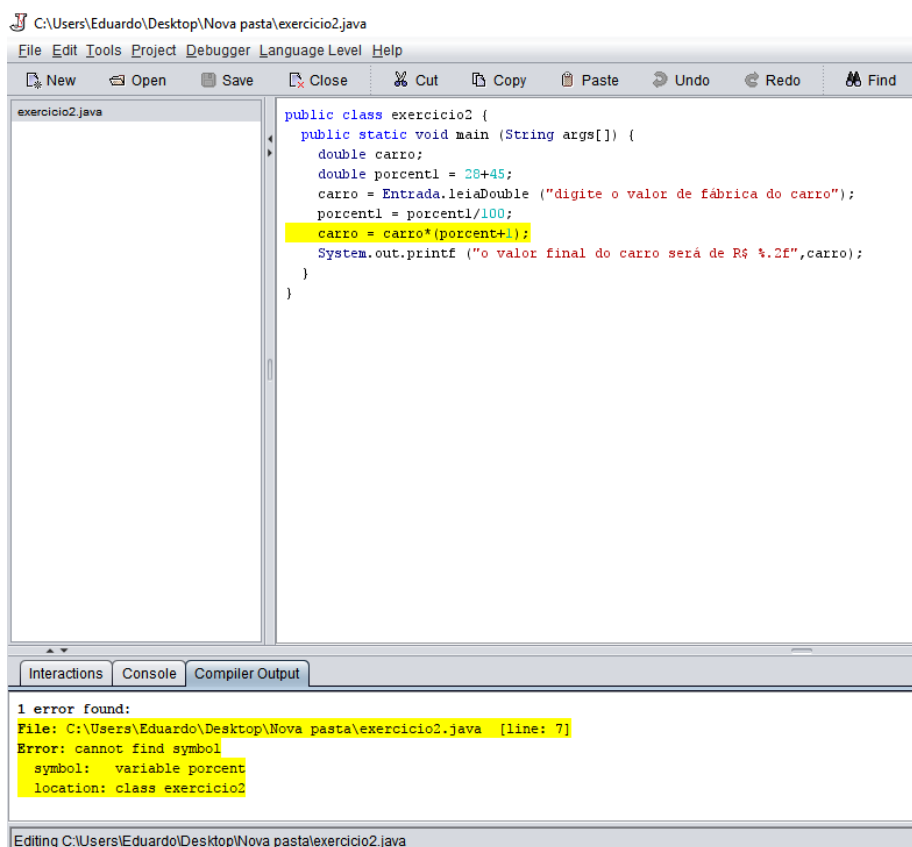 C:\Users\Eduardo\Desktop\Nova pasta\exercicio2.java
File Edit Tools Project Debugger Language Level Help
New Open Save Close Cut Copy Paste Undo Redo Find
exercicio2.java
public class exercicio2 {
public static void main (String args[]) {
double carro;
double porcent1 = 28+45;
carro = Entrada.leiaDouble ("digite o valor de fábrica do carro");
porcent1 = porcent1/100;
carro = carro*(porcent+1);
System.out.printf ("o valor final do carro será de R$ %.2f",carro);
}
}
Interactions Console Compiler Output
1 error found:
File: C:\Users\Eduardo\Desktop\Nova pasta\exercicio2.java [line: 7]
Error: cannot find symbol
symbol: variable porcent
location: class exercicio2
Editing C:\Users\Eduardo\Desktop\Nova pasta\exercicio2.java